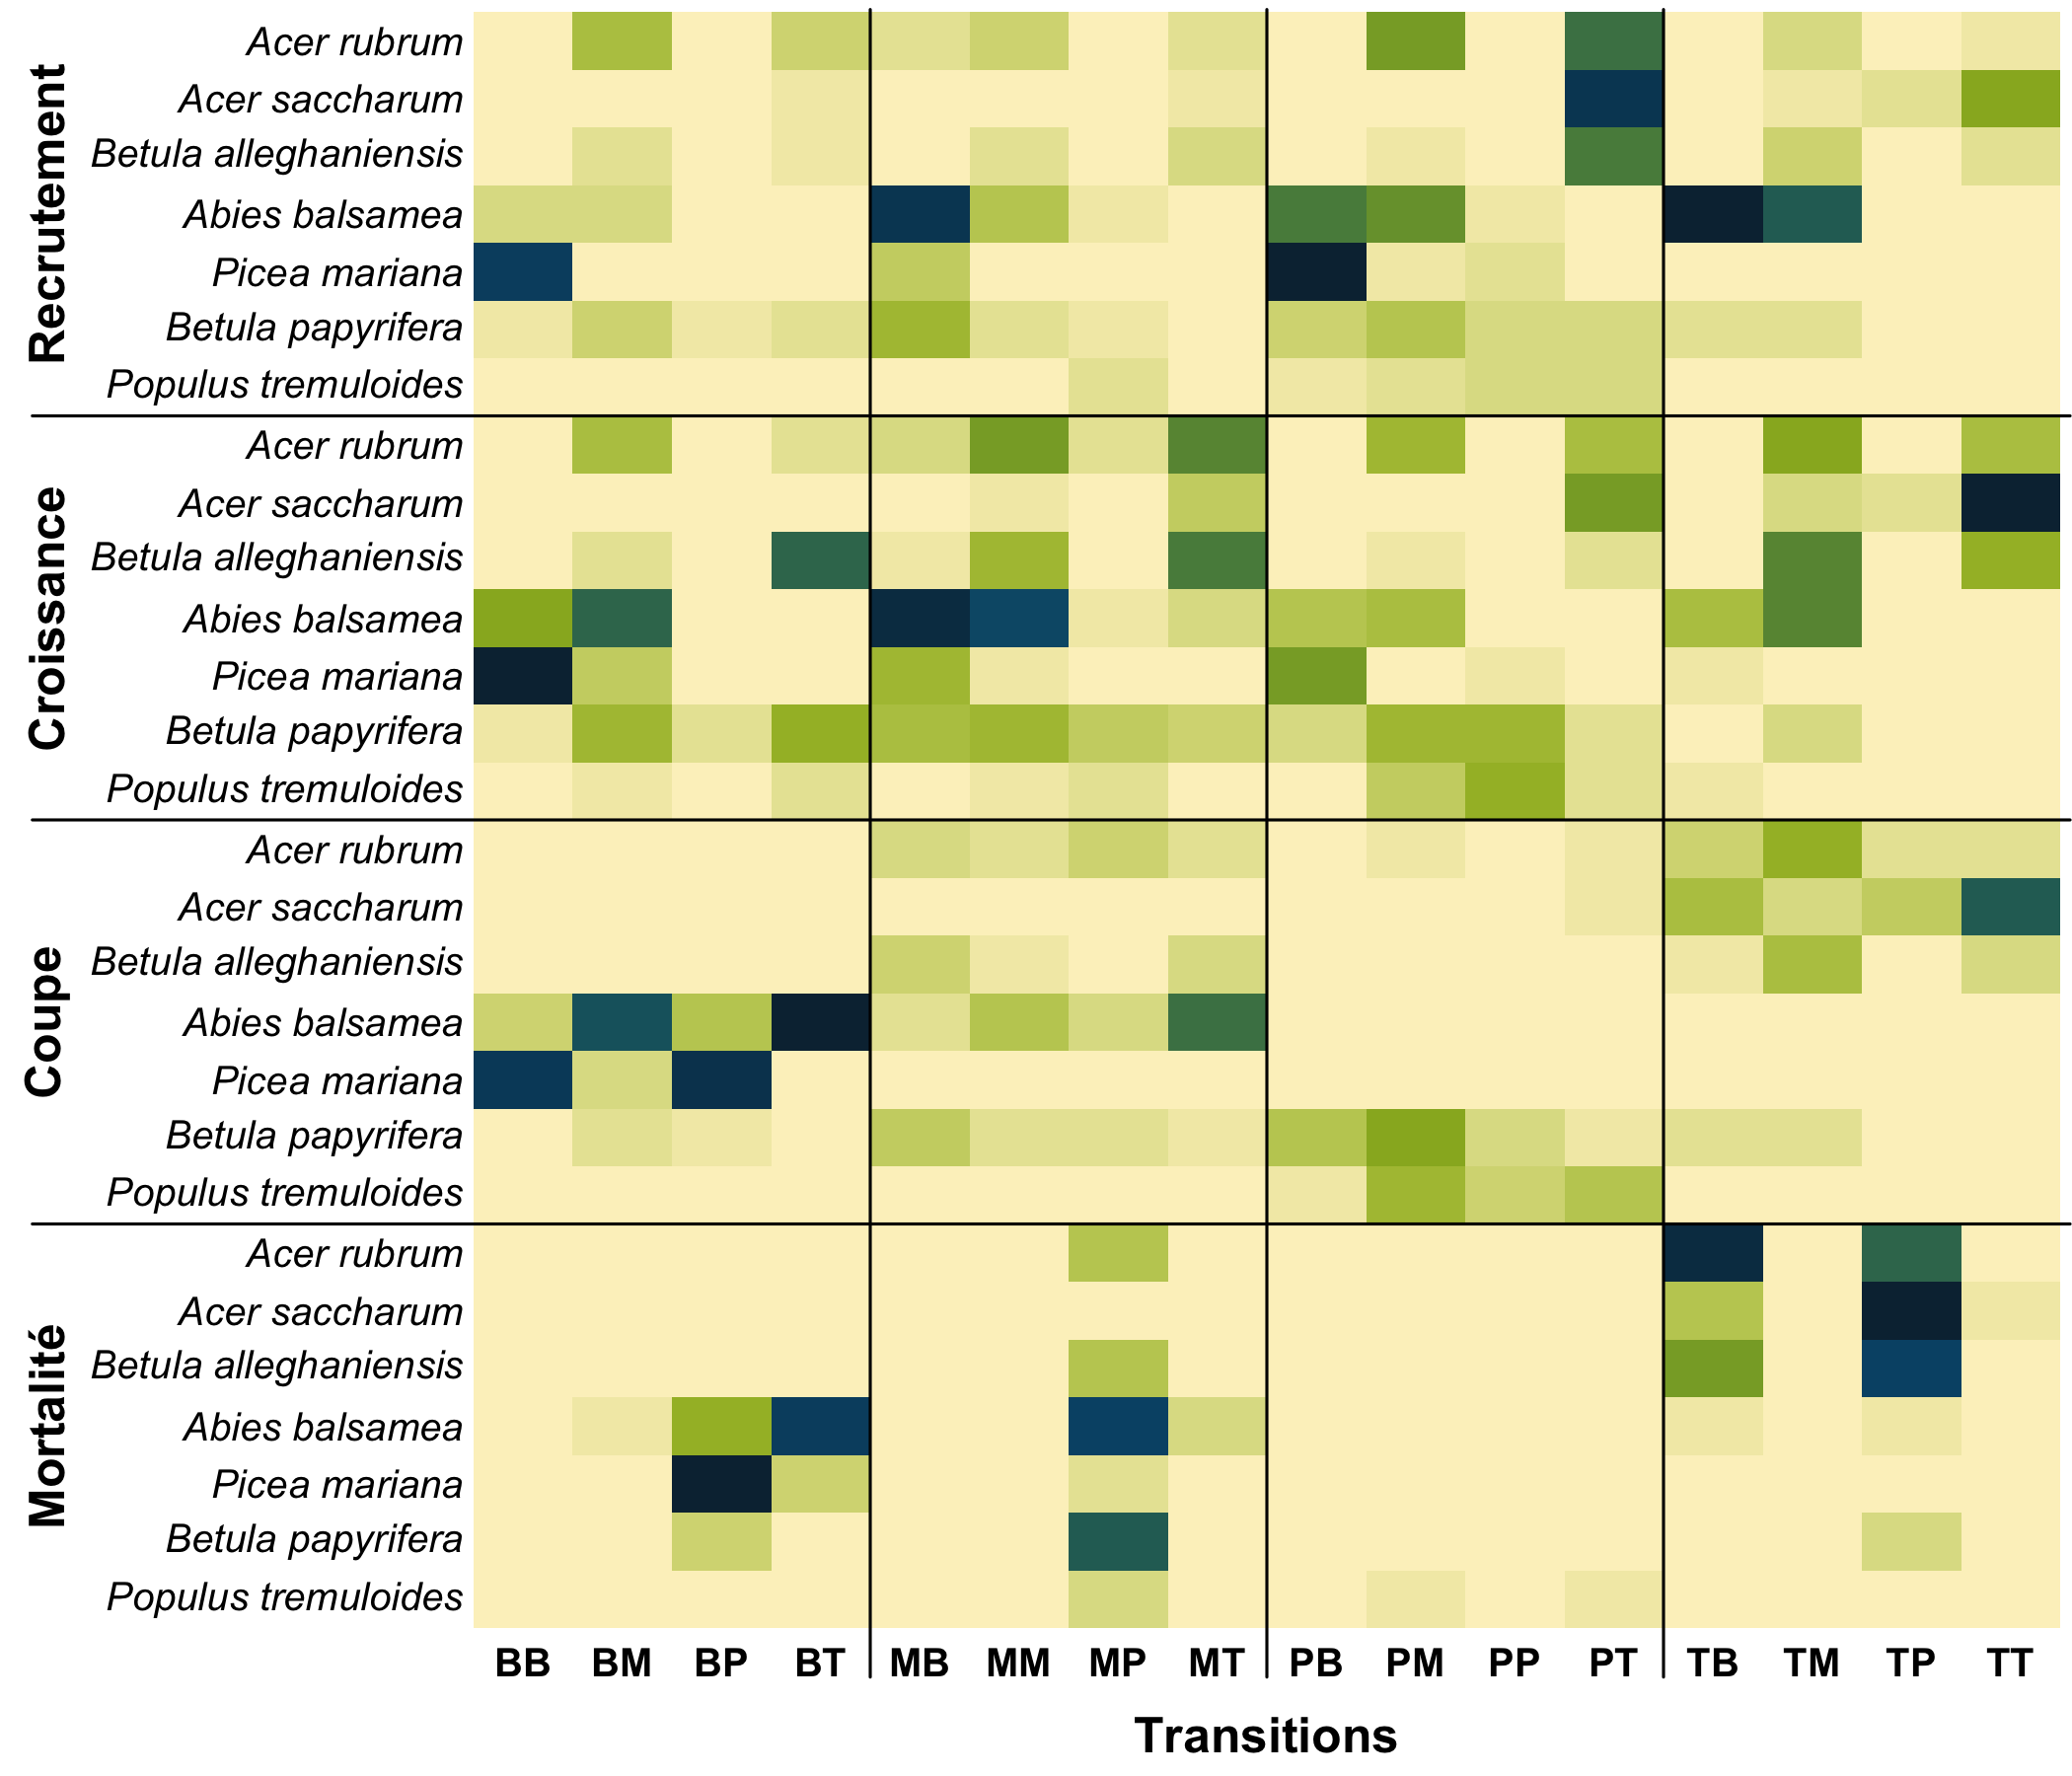 Recrutement
Acer rubrum
Acer saccharum
Betula alleghaniensis
Abies balsamea
Picea mariana
Betula papyrifera
Populus tremuloides
Croissance
Acer rubrum
Acer saccharum
Betula alleghaniensis
Abies balsamea
Picea mariana
Betula papyrifera
Populus tremuloides
Coupe
Acer rubrum
Acer saccharum
Betula alleghaniensis
Abies balsamea
Picea mariana
Betula papyrifera
Populus tremuloides
Mortalité
Acer rubrum
Acer saccharum
Betula alleghaniensis
Abies balsamea
Picea mariana
Betula papyrifera
Populus tremuloides
BB BM BP BT MB MM MP MT PB PM PP PT TB TM TP TT
Transitions